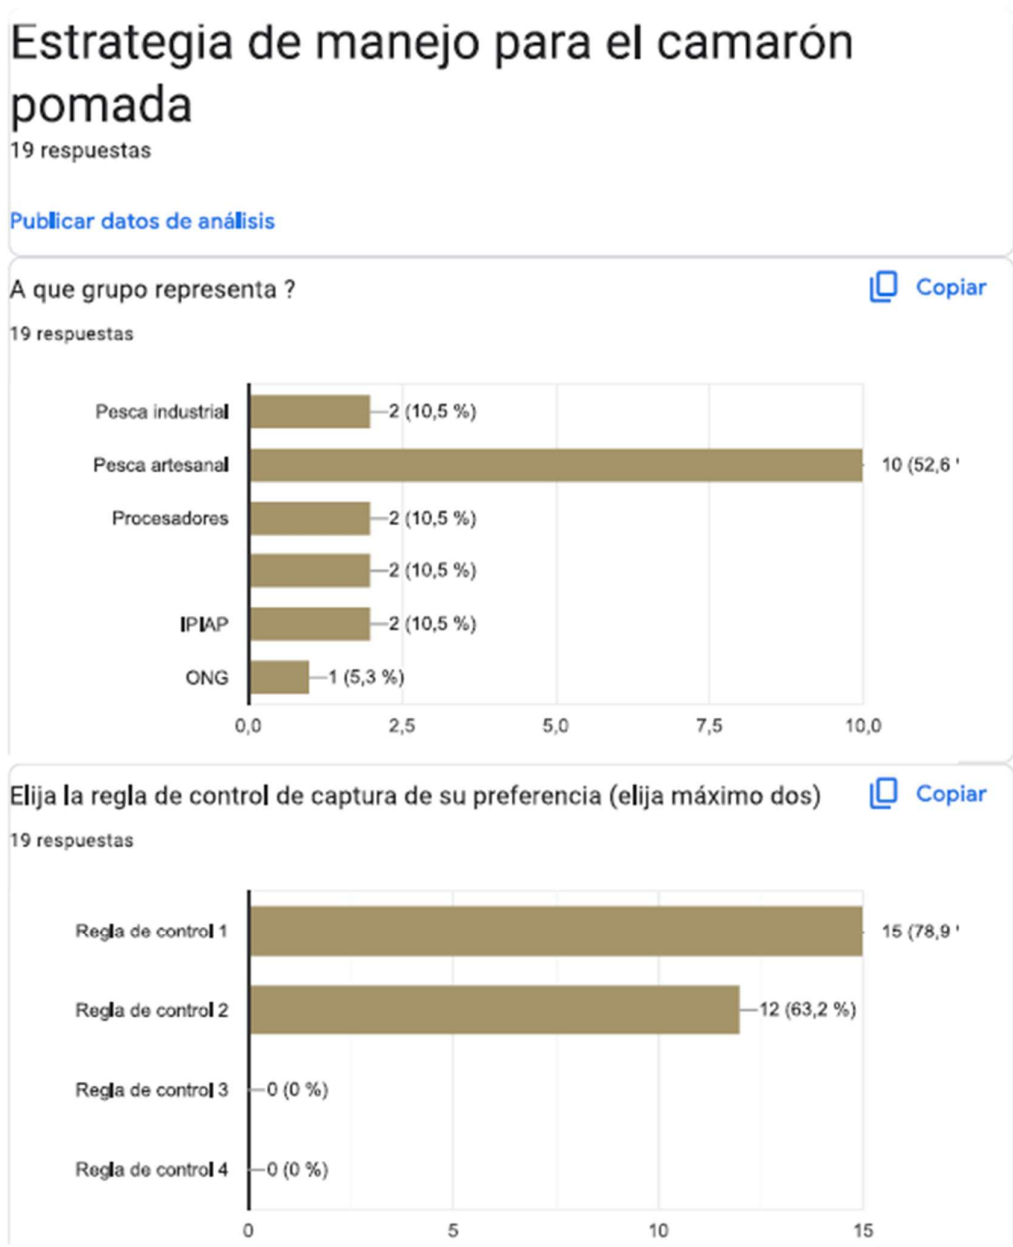 Estrategia de manejo para el camarón
pomada
19 respuestas
Publicar datos de análisis
A que grupo representa ?
Copiar
19 respuestas
Pesca industrial
2 (10,5 %)
Pesca artesanal
10 (52,6 '
Procesadores
2 (10,5 %)
2 (10,5 %)
IPIAP
2 (10,5 %)
ONG
1 (5,3 %)
0,0 2,5 5,0 7,5 10,0
Elija la regla de control de captura de su preferencia (elija máximo dos)
Copiar
19 respuestas
Regla de control 1
15 (78,9 '
Regla de control 2
12 (63,2 %)
Regla de control 3
0 (0 %)
Regla de control 4
0 (0 %)
0 5 10 15